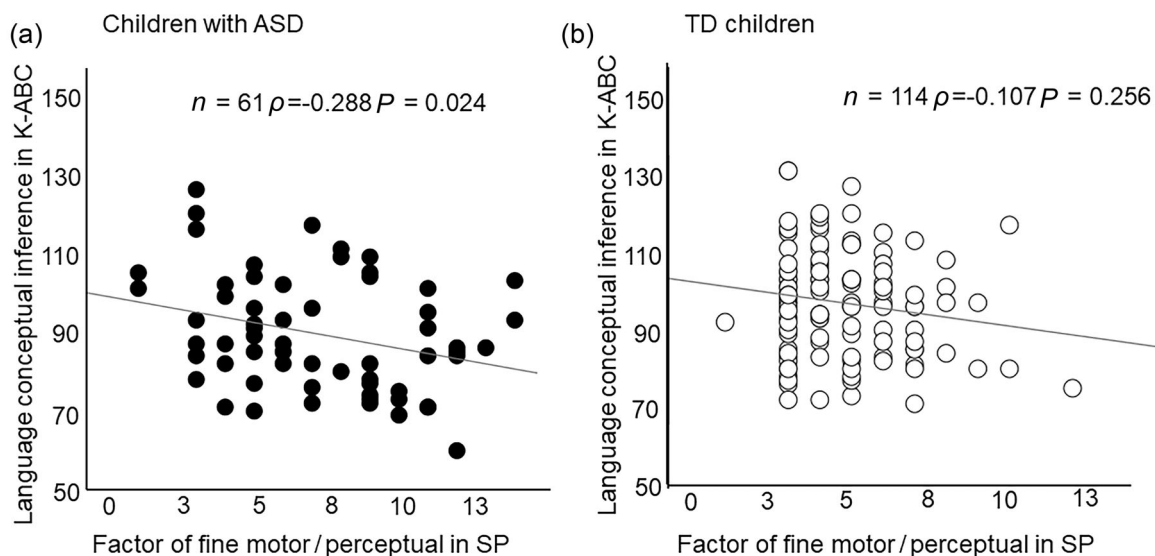 (a) Children with ASD
Language conceptual inference in K-ABC
n = 61 ρ=-0.288 P = 0.024
150
130
110
90
70
50
0 3 5 8 10 13
Factor of fine motor / perceptual in SP
(b) TD children
Language conceptual inference in K-ABC
n = 114 ρ=-0.107 P = 0.256
150
130
110
90
70
50
0 3 5 8 10 13
Factor of fine motor / perceptual in SP